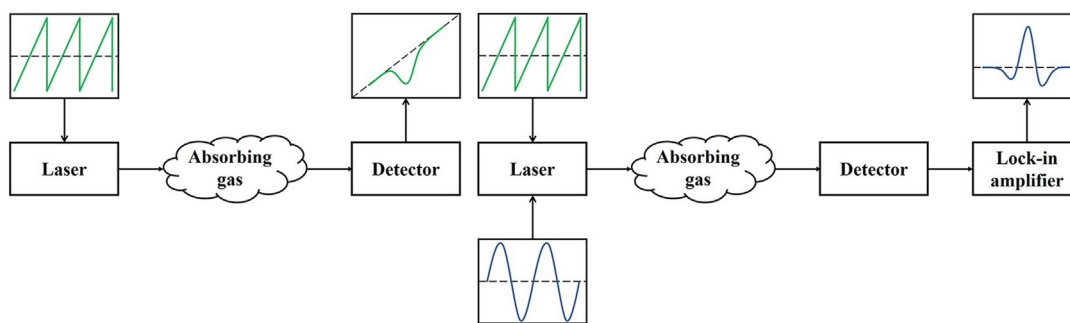 Laser
Absorbing
gas
Detector
Laser
Absorbing
gas
Detector
Lock-in
amplifier